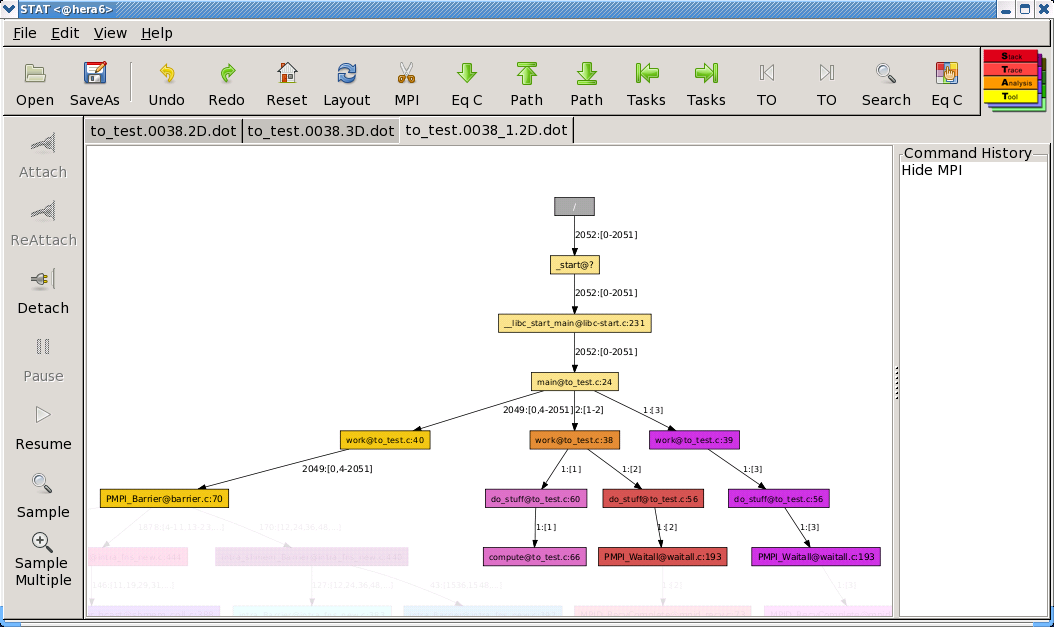 STAT <@hera6>
File Edit View Help
Open SaveAs Undo Redo Reset Layout MPI Eq C Path Path Tasks Tasks TO TO Search Eq C
Stack
Trace
Analysis
Tool
to_test.0038.2D.dot to_test.0038.3D.dot to_test.0038_1.2D.dot
Attach
ReAttach
Detach
Pause
Resume
Sample
Sample
Multiple
Command History
Hide MPI
/
2052:[0-2051]
_start@?
2052:[0-2051]
__libc_start_main@libc-start.c:231
2052:[0-2051]
main@to_test.c:24
2049:[0,4-2051] 2:[1-2] 1:[3]
work@to_test.c:40 work@to_test.c:38 work@to_test.c:39
2049:[0,4-2051] 1:[1] 1:[2] 1:[3]
PMPI_Barrier@barrier.c:70 do_stuff@to_test.c:60 do_stuff@to_test.c:56 do_stuff@to_test.c:56
1:[1] 1:[2] 1:[3]
compute@to_test.c:66 PMPI_Waitall@waitall.c:193 PMPI_Waitall@waitall.c:193